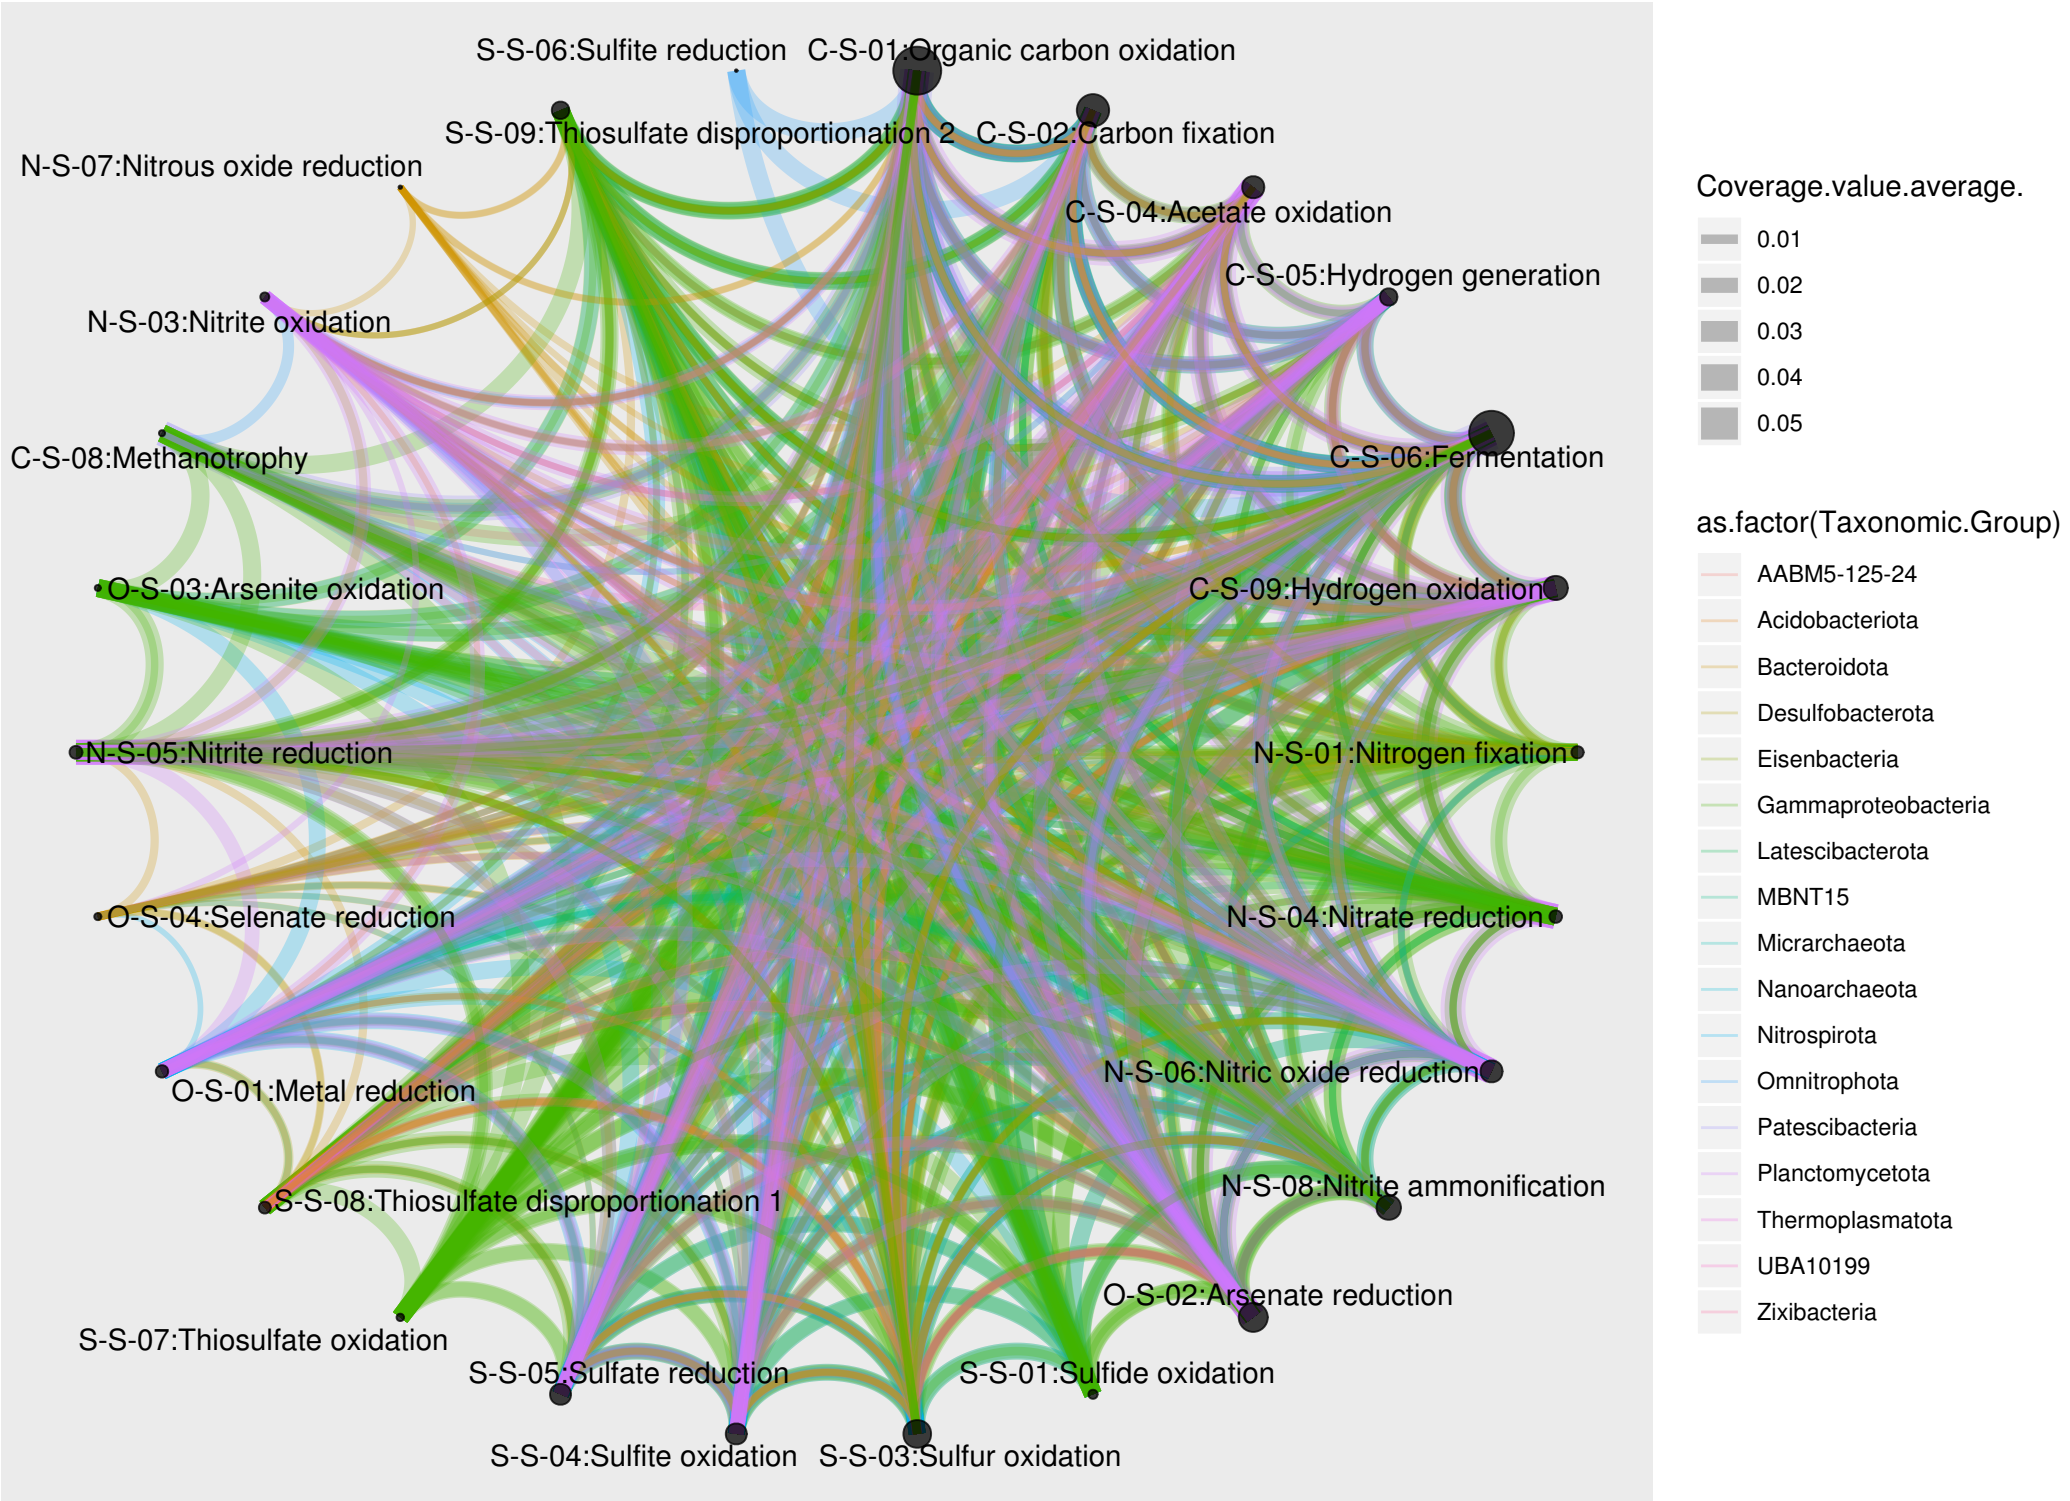 S-S-06:Sulfite reduction
C-S-01:Organic carbon oxidation
S-S-09:Thiosulfate disproportionation 2
C-S-02:Carbon fixation
N-S-07:Nitrous oxide reduction
C-S-04:Acetate oxidation
C-S-05:Hydrogen generation
N-S-03:Nitrite oxidation
C-S-08:Methanotrophy
C-S-06:Fermentation
O-S-03:Arsenite oxidation
C-S-09:Hydrogen oxidation
N-S-05:Nitrite reduction
N-S-01:Nitrogen fixation
O-S-04:Selenate reduction
N-S-04:Nitrate reduction
O-S-01:Metal reduction
N-S-06:Nitric oxide reduction
S-S-08:Thiosulfate disproportionation 1
N-S-08:Nitrite ammonification
O-S-02:Arsenate reduction
S-S-07:Thiosulfate oxidation
S-S-05:Sulfate reduction
S-S-01:Sulfide oxidation
S-S-04:Sulfite oxidation
S-S-03:Sulfur oxidation
Coverage.value.average.
0.01
0.02
0.03
0.04
0.05
as.factor(Taxonomic.Group)
AABM5-125-24
Acidobacteriota
Bacteroidota
Desulfobacterota
Eisenbacteria
Gammaproteobacteria
Latescibacterota
MBNT15
Micrarchaeota
Nanoarchaeota
Nitrospirota
Omnitrophota
Patescibacteria
Planctomycetota
Thermoplasmatota
UBA10199
Zixibacteria